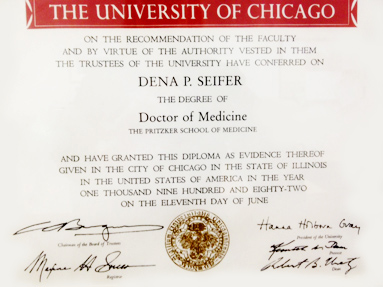 THE UNIVERSITY OF CHICAGO
ON THE RECOMMENDATION OF THE FACULTY
AND BY VIRTUE OF THE AUTHORITY VESTED IN THEM
THE TRUSTEES OF THE UNIVERSITY HAVE CONFERRED ON
DENA P. SEIFER
THE DEGREE OF
Doctor of Medicine
THE PRITZKER SCHOOL OF MEDICINE
AND HAVE GRANTED THIS DIPLOMA AS EVIDENCE THEREOF
GIVEN IN THE CITY OF CHICAGO IN THE STATE OF ILLINOIS
IN THE UNITED STATES OF AMERICA IN THE YEAR
ONE THOUSAND NINE HUNDRED AND EIGHTY-TWO
ON THE ELEVENTH DAY OF JUNE
Hanna Holborn Gray
Chairman of the Board of Trustees
President of the University
Registrar
Dean